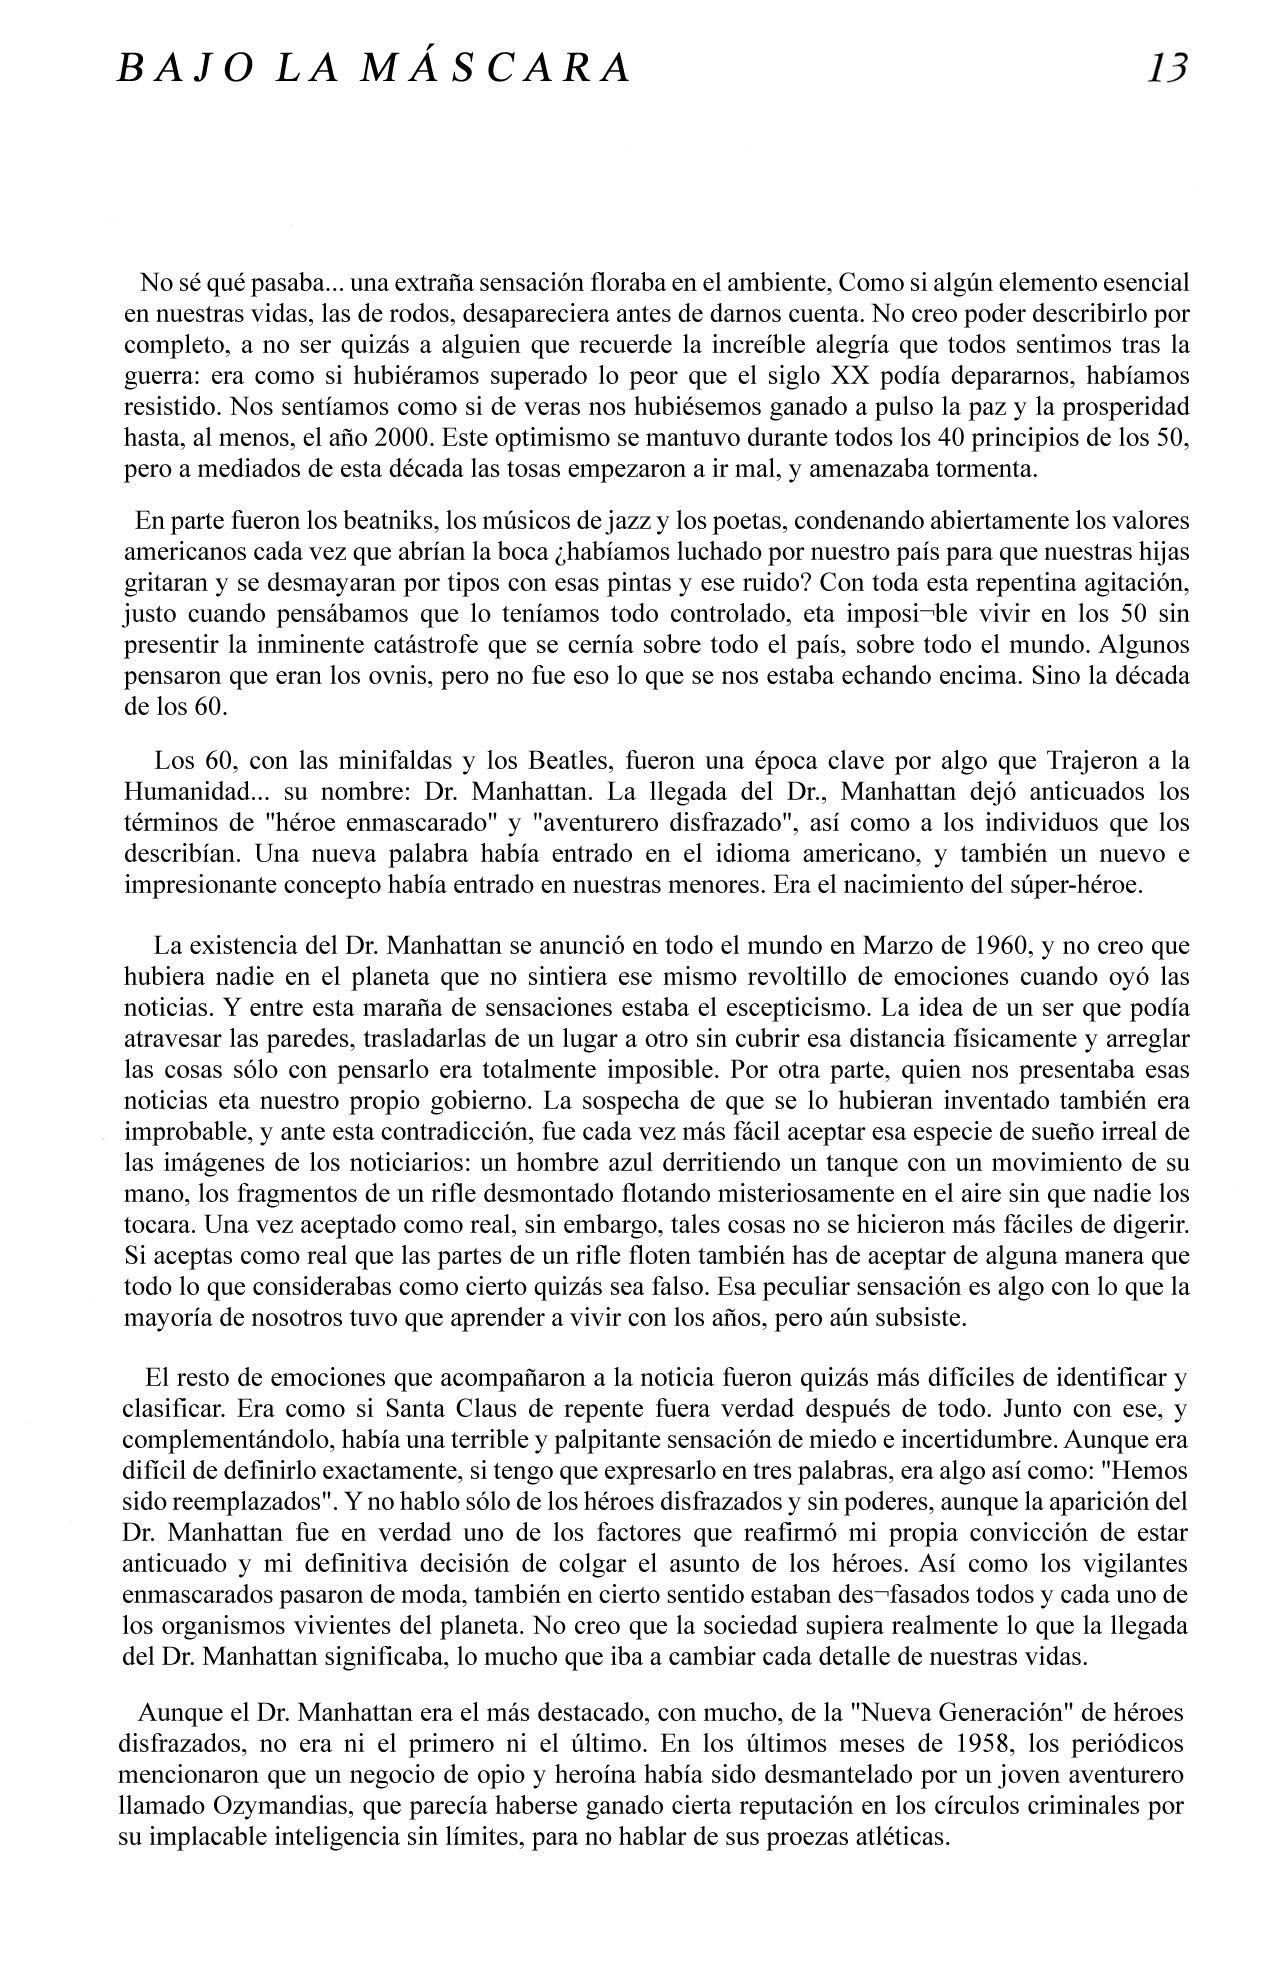 BAJO LA MÁSCARA 13
No sé qué pasaba... una extraña sensación floraba en el ambiente, Como si algún elemento esencial
en nuestras vidas, las de rodos, desapareciera antes de darnos cuenta. No creo poder describirlo por
completo, a no ser quizás a alguien que recuerde la increíble alegría que todos sentimos tras la
guerra: era como si hubiéramos superado lo peor que el siglo XX podía depararnos, habíamos
resistido. Nos sentíamos como si de veras nos hubiésemos ganado a pulso la paz y la prosperidad
hasta, al menos, el año 2000. Este optimismo se mantuvo durante todos los 40 principios de los 50,
pero a mediados de esta década las tosas empezaron a ir mal, y amenazaba tormenta.
En parte fueron los beatniks, los músicos de jazz y los poetas, condenando abiertamente los valores
americanos cada vez que abrían la boca ¿habíamos luchado por nuestro país para que nuestras hijas
gritaran y se desmayaran por tipos con esas pintas y ese ruido? Con toda esta repentina agitación,
justo cuando pensábamos que lo teníamos todo controlado, eta imposi¬ble vivir en los 50 sin
presentir la inminente catástrofe que se cernía sobre todo el país, sobre todo el mundo. Algunos
pensaron que eran los ovnis, pero no fue eso lo que se nos estaba echando encima. Sino la década
de los 60.
Los 60, con las minifaldas y los Beatles, fueron una época clave por algo que Trajeron a la
Humanidad... su nombre: Dr. Manhattan. La llegada del Dr., Manhattan dejó anticuados los
términos de "héroe enmascarado" y "aventurero disfrazado", así como a los individuos que los
describían. Una nueva palabra había entrado en el idioma americano, y también un nuevo e
impresionante concepto había entrado en nuestras menores. Era el nacimiento del súper-héroe.
La existencia del Dr. Manhattan se anunció en todo el mundo en Marzo de 1960, y no creo que
hubiera nadie en el planeta que no sintiera ese mismo revoltillo de emociones cuando oyó las
noticias. Y entre esta maraña de sensaciones estaba el escepticismo. La idea de un ser que podía
atravesar las paredes, trasladarlas de un lugar a otro sin cubrir esa distancia físicamente y arreglar
las cosas sólo con pensarlo era totalmente imposible. Por otra parte, quien nos presentaba esas
noticias eta nuestro propio gobierno. La sospecha de que se lo hubieran inventado también era
improbable, y ante esta contradicción, fue cada vez más fácil aceptar esa especie de sueño irreal de
las imágenes de los noticiarios: un hombre azul derritiendo un tanque con un movimiento de su
mano, los fragmentos de un rifle desmontado flotando misteriosamente en el aire sin que nadie los
tocara. Una vez aceptado como real, sin embargo, tales cosas no se hicieron más fáciles de digerir.
Si aceptas como real que las partes de un rifle floten también has de aceptar de alguna manera que
todo lo que considerabas como cierto quizás sea falso. Esa peculiar sensación es algo con lo que la
mayoría de nosotros tuvo que aprender a vivir con los años, pero aún subsiste.
El resto de emociones que acompañaron a la noticia fueron quizás más difíciles de identificar y
clasificar. Era como si Santa Claus de repente fuera verdad después de todo. Junto con ese, y
complementándolo, había una terrible y palpitante sensación de miedo e incertidumbre. Aunque era
difícil de definirlo exactamente, si tengo que expresarlo en tres palabras, era algo así como: "Hemos
sido reemplazados". Y no hablo sólo de los héroes disfrazados y sin poderes, aunque la aparición del
Dr. Manhattan fue en verdad uno de los factores que reafirmó mi propia convicción de estar
anticuado y mi definitiva decisión de colgar el asunto de los héroes. Así como los vigilantes
enmascarados pasaron de moda, también en cierto sentido estaban des¬fasados todos y cada uno de
los organismos vivientes del planeta. No creo que la sociedad supiera realmente lo que la llegada
del Dr. Manhattan significaba, lo mucho que iba a cambiar cada detalle de nuestras vidas.
Aunque el Dr. Manhattan era el más destacado, con mucho, de la "Nueva Generación" de héroes
disfrazados, no era ni el primero ni el último. En los últimos meses de 1958, los periódicos
mencionaron que un negocio de opio y heroína había sido desmantelado por un joven aventurero
llamado Ozymandias, que parecía haberse ganado cierta reputación en los círculos criminales por
su implacable inteligencia sin límites, para no hablar de sus proezas atléticas.